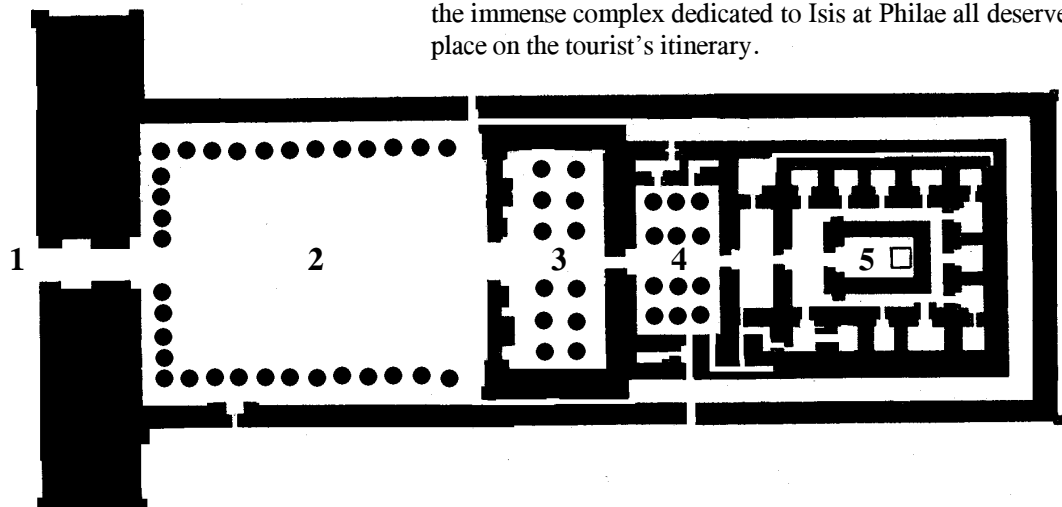 the immense complex dedicated to Isis at Philae all deserve
place on the tourist’s itinerary.
1 2 3 4 5